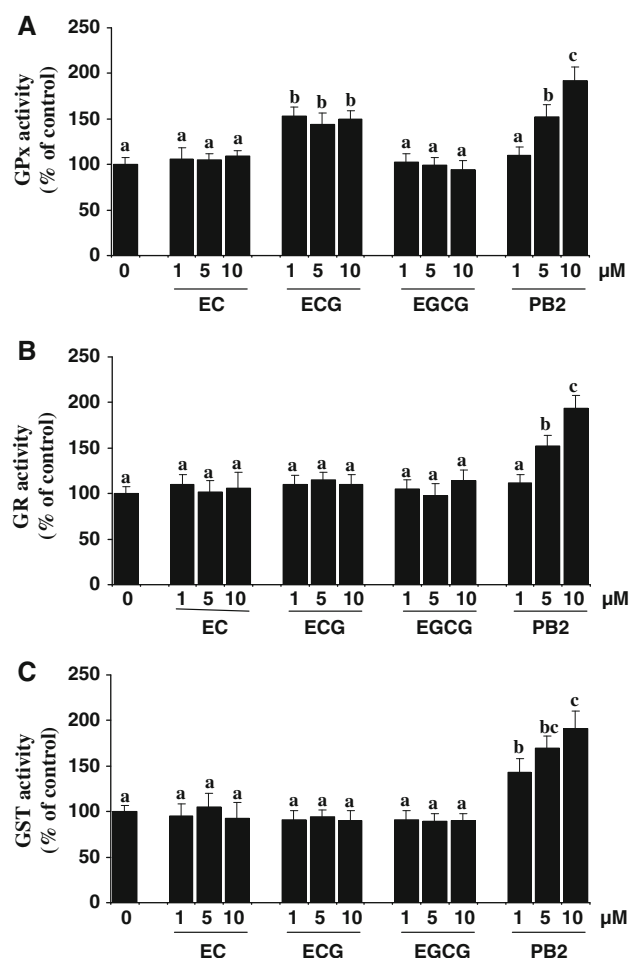 A
GPx activity
(% of control)
250
200
150
100
50
0
a
a a a
b b b
a a a
a b c
0 1 5 10 1 5 10 1 5 10 1 5 10 µM
EC ECG EGCG PB2
B
GR activity
(% of control)
250
200
150
100
50
0
a
a a a
a a a
a a a
a b c
0 1 5 10 1 5 10 1 5 10 1 5 10 µM
EC ECG EGCG PB2
C
GST activity
(% of control)
250
200
150
100
50
0
a
a a a
a a a
a a a
b bc c
0 1 5 10 1 5 10 1 5 10 1 5 10 µM
EC ECG EGCG PB2